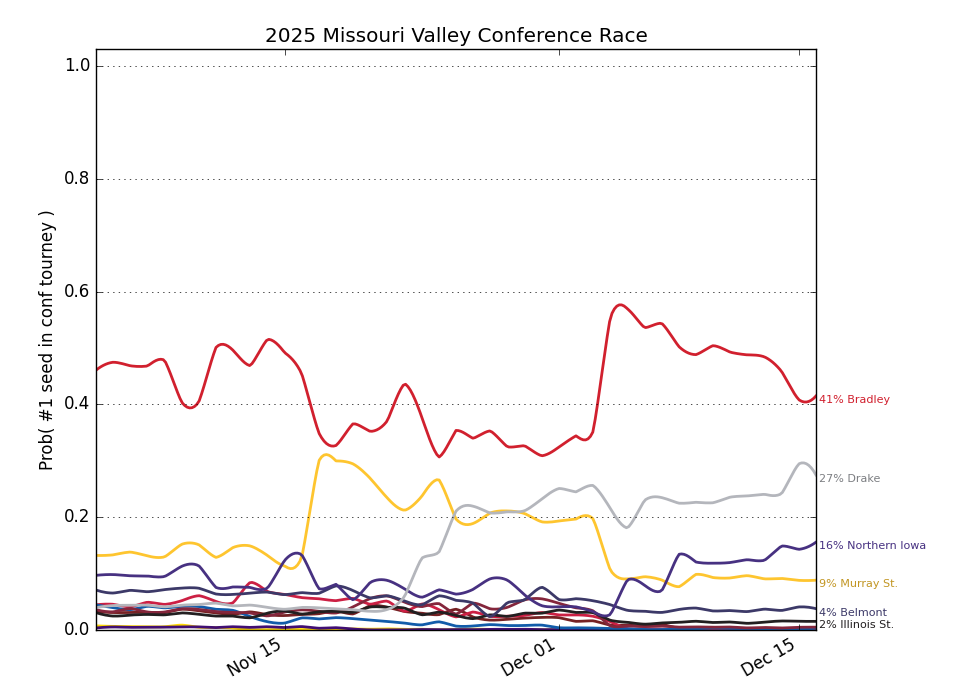 2025 Missouri Valley Conference Race
Prob( #1 seed in conf tourney )
1.0
0.8
0.6
0.4
0.2
0.0
Nov 15
Dec 01
Dec 15
41% Bradley
27% Drake
16% Northern Iowa
9% Murray St.
4% Belmont
2% Illinois St.